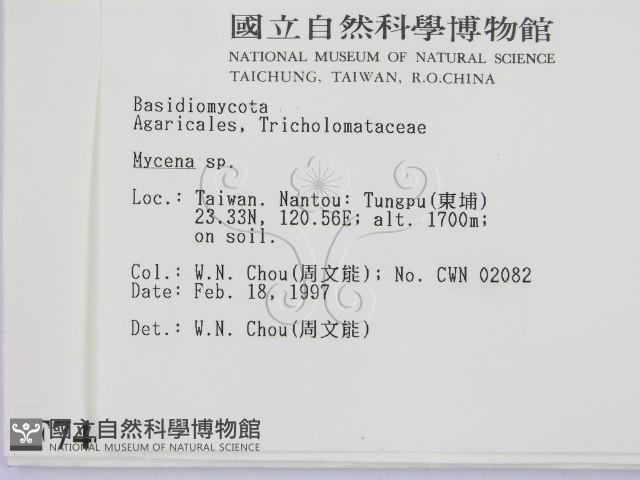 國立自然科學博物館
NATIONAL MUSEUM OF NATURAL SCIENCE
TAICHUNG, TAIWAN, R.O.CHINA
Basidiomycota
Agaricales, Tricholomataceae
Mycena sp.
Loc.: Taiwan. Nantou: Tungpu(東埔)
23.33N, 120.56E; alt. 1700m;
on soil.
Col.: W.N. Chou(周文能); No. CWN 02082
Date: Feb. 18, 1997
Det.: W.N. Chou(周文能)
國立自然科學博物館
NATIONAL MUSEUM OF NATURAL SCIENCE